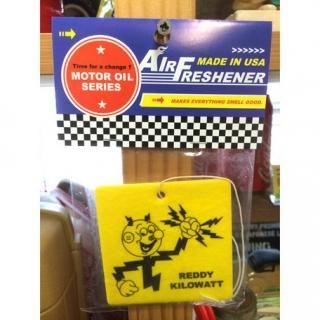 Time for a change ?
MOTOR OIL
SERIES
AIR FRESHENER
MADE IN USA
>>>>>>
MAKES EVERYTHING SMELL GOOD.
REDDY
KILOWATT